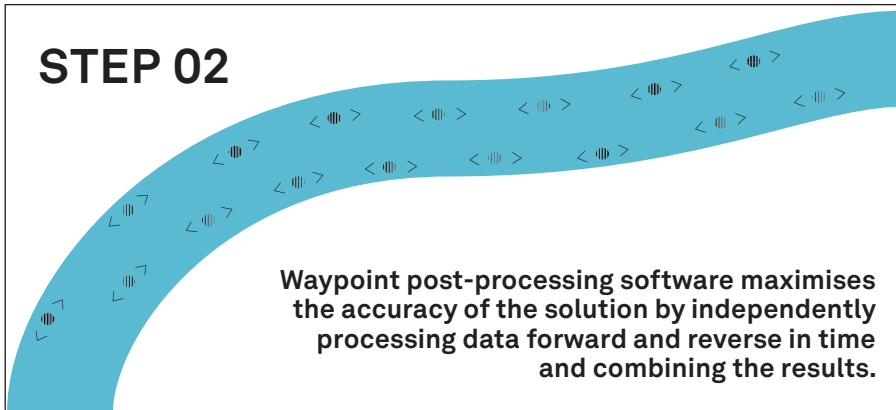 STEP 02
Waypoint post-processing software maximises
the accuracy of the solution by independently
processing data forward and reverse in time
and combining the results.